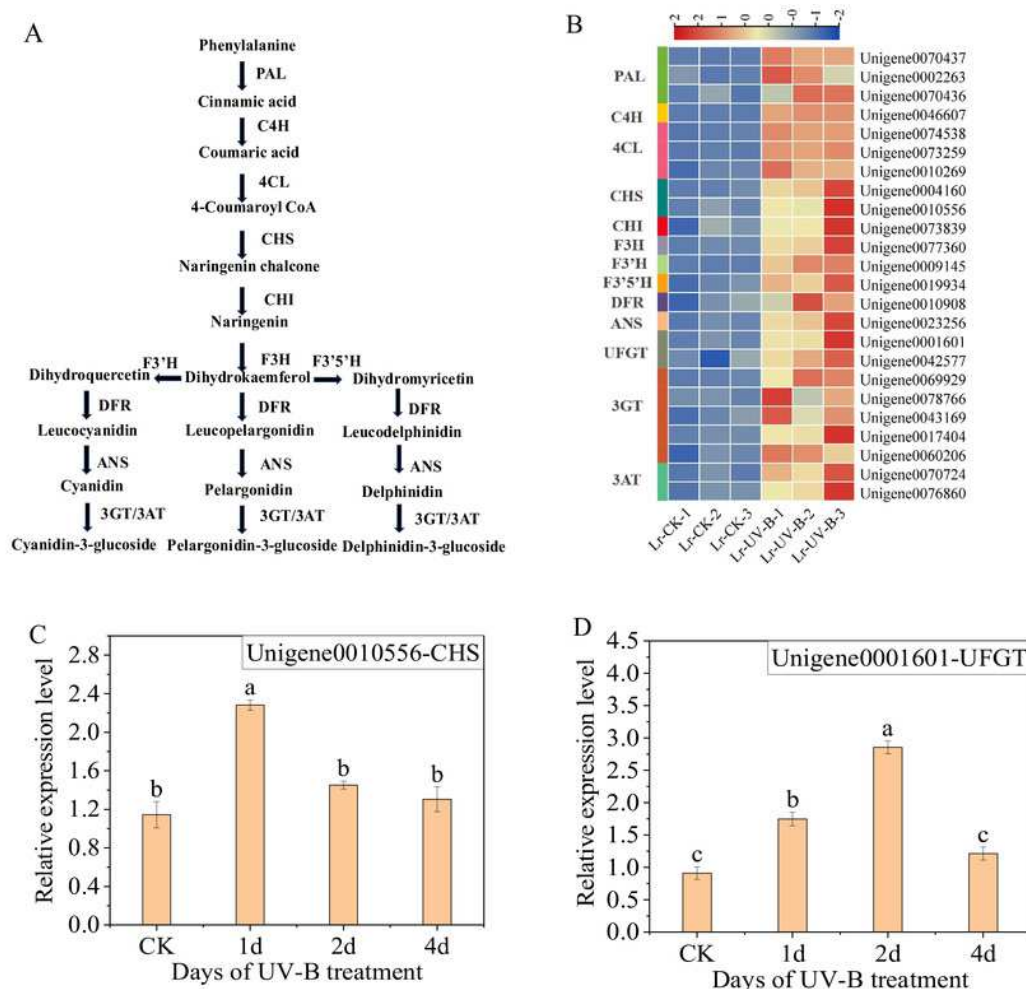 A
Phenylalanine
PAL
Cinnamic acid
C4H
Coumaric acid
4CL
4-Coumaroyl CoA
CHS
Naringenin chalcone
CHI
Naringenin
F3'H F3H F3'5'H
Dihydroquercetin Dihydrokaemferol Dihydromyricetin
DFR DFR DFR
Leucocyanidin Leucopelargonidin Leucodelphinidin
ANS ANS ANS
Cyanidin Pelargonidin Delphinidin
3GT/3AT 3GT/3AT 3GT/3AT
Cyanidin-3-glucoside Pelargonidin-3-glucoside Delphinidin-3-glucoside
B
2 1 0 -0 -1 -2
PAL
C4H
4CL
CHS
CHI
F3H
F3'H
F3'5'H
DFR
ANS
UFGT
3GT
3AT
Unigene0070437
Unigene0002263
Unigene0070436
Unigene0046607
Unigene0074538
Unigene0073259
Unigene0010269
Unigene0004160
Unigene0010556
Unigene0073839
Unigene0077360
Unigene0009145
Unigene0019934
Unigene0010908
Unigene0023256
Unigene0001601
Unigene0042577
Unigene0069929
Unigene0078766
Unigene0043169
Unigene0017404
Unigene0060206
Unigene0070724
Unigene0076860
Lr-CK-1 Lr-CK-2 Lr-CK-3 Lr-UV-B-1 Lr-UV-B-2 Lr-UV-B-3
C
Unigene0010556-CHS
Relative expression level
2.8
2.4
2.0
1.6
1.2
0.8
0.4
0.0
b a b b
CK 1d 2d 4d
Days of UV-B treatment
D
Unigene0001601-UFGT
Relative expression level
4.5
4.0
3.5
3.0
2.5
2.0
1.5
1.0
0.5
0.0
c b a c
CK 1d 2d 4d
Days of UV-B treatment